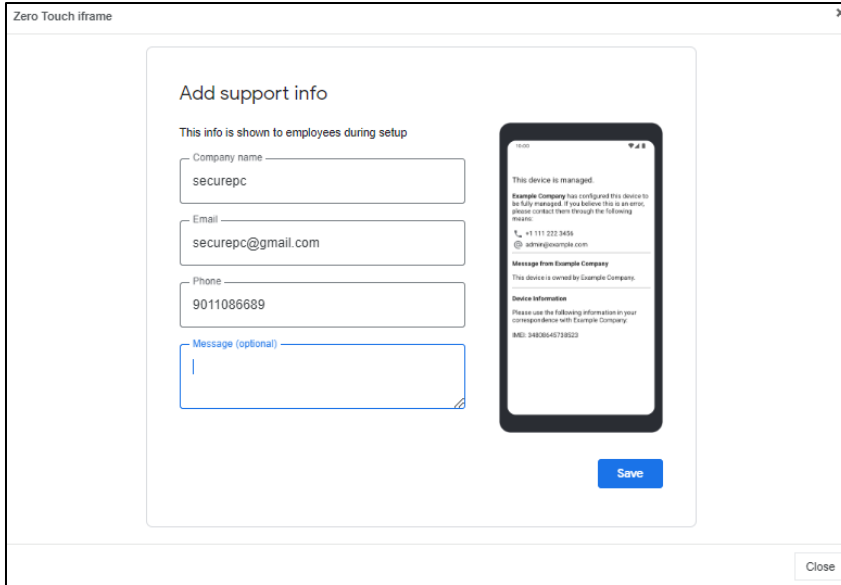 Zero Touch iframe
Add support info
This info is shown to employees during setup
Company name
securepc
Email
securepc@gmail.com
Phone
9011086689
Message (optional)
10:00
This device is managed.
Example Company has configured this device to
be fully managed. If you believe this is an error,
please contact them through the following
means:
+1 111 222 3456
admin@example.com
Message from Example Company
This device is owned by Example Company.
Device Information
Please use the following information in your
correspondence with Example Company:
IMEI:
Save
Close